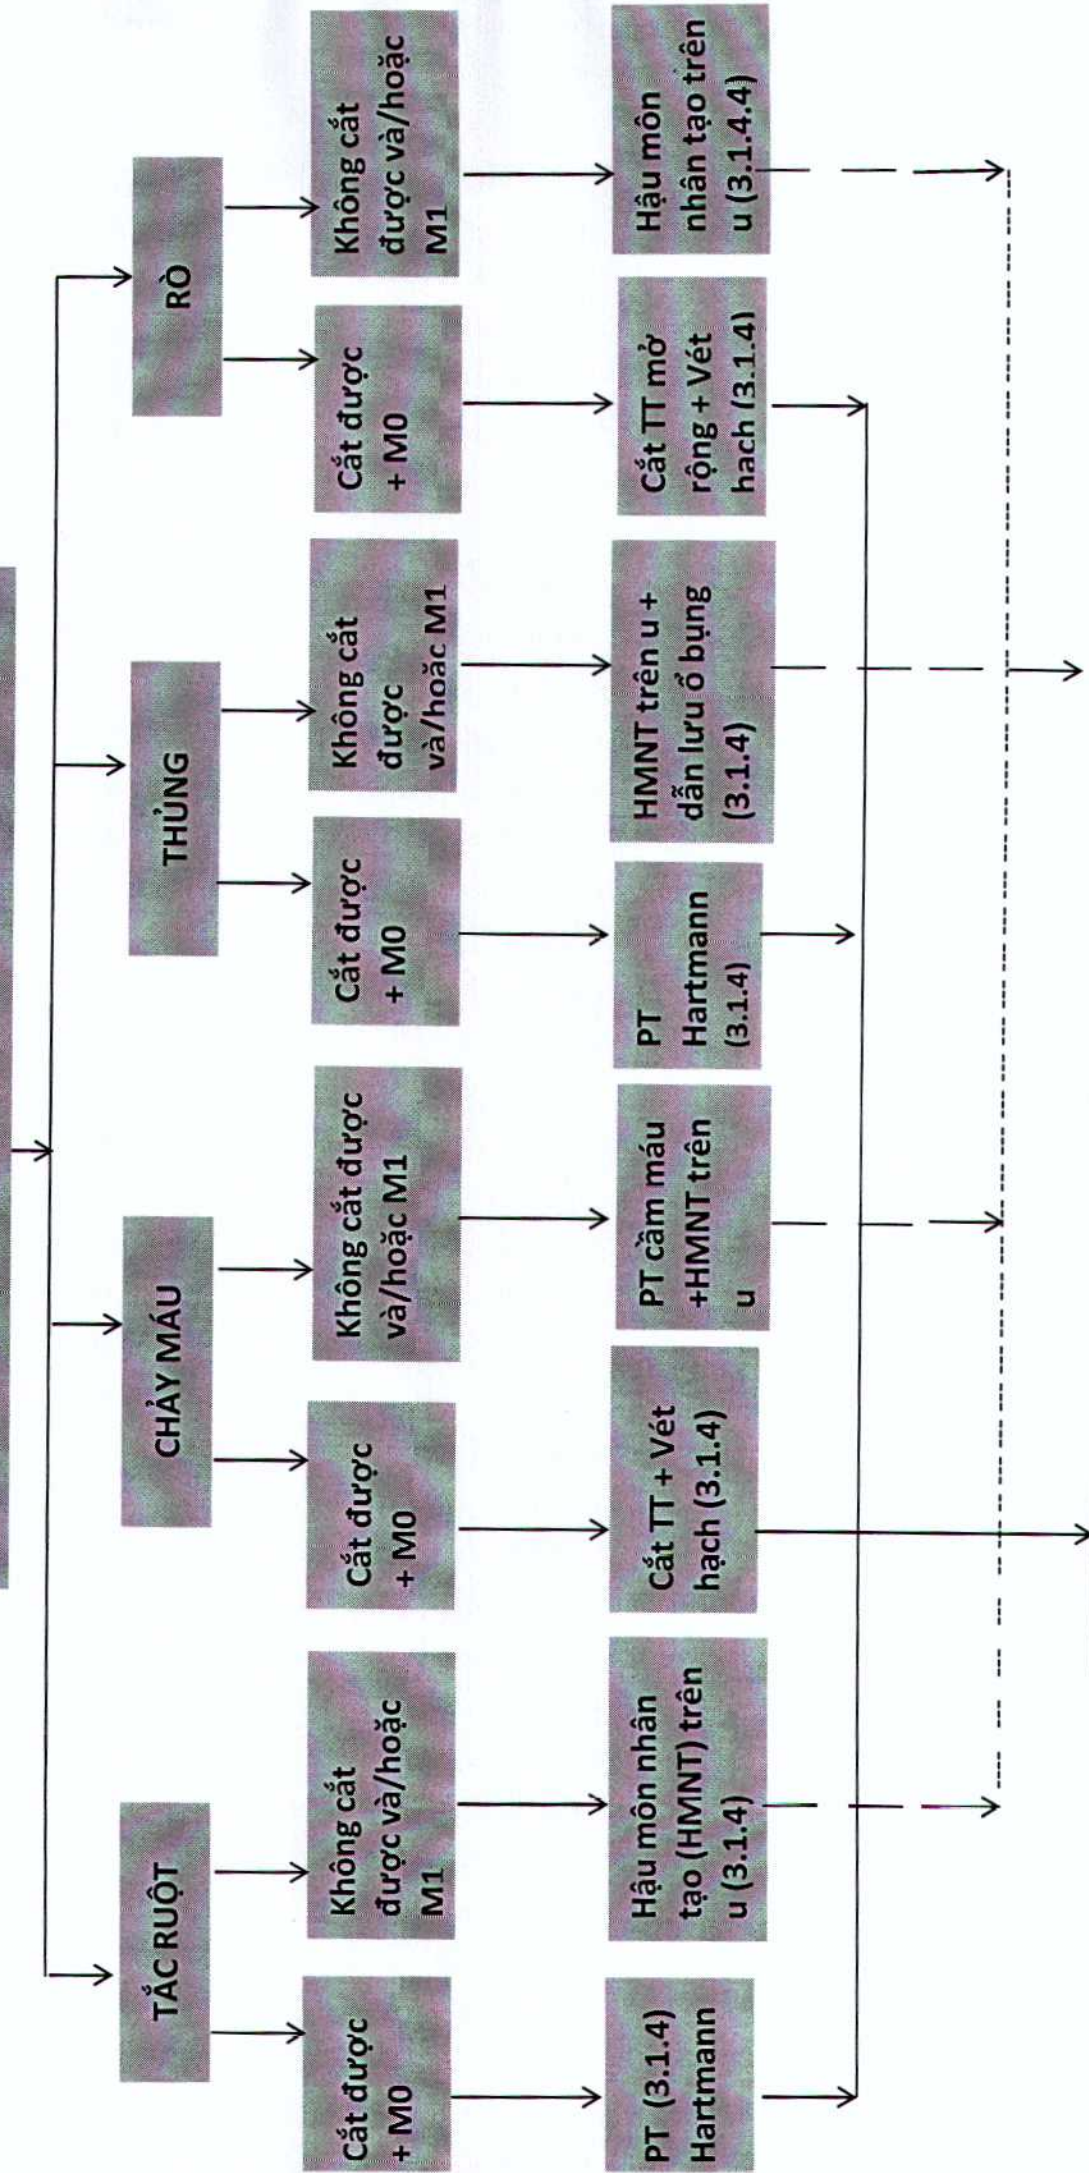 TẮC RUỘT
CHẢY MÁU
THỦNG
RÒ
Cắt được
+ M0
Không cắt
được và/hoặc
M1
Cắt được
+ M0
Không cắt được
và/hoặc M1
Cắt được
+ M0
Không cắt
được
và/hoặc M1
Cắt được
+ M0
Không cắt
được và/hoặc
M1
PT (3.1.4)
Hartmann
Hậu môn nhân
tạo (HMNT) trên
u (3.1.4)
Cắt TT + Vét
hạch (3.1.4)
PT cầm máu
+HMNT trên
u
PT
Hartmann
(3.1.4)
HMNT trên u +
dẫn lưu ổ bụng
(3.1.4)
Cắt TT mở
rộng + Vét
hạch (3.1.4)
Hậu môn
nhân tạo trên
u (3.1.4.4)